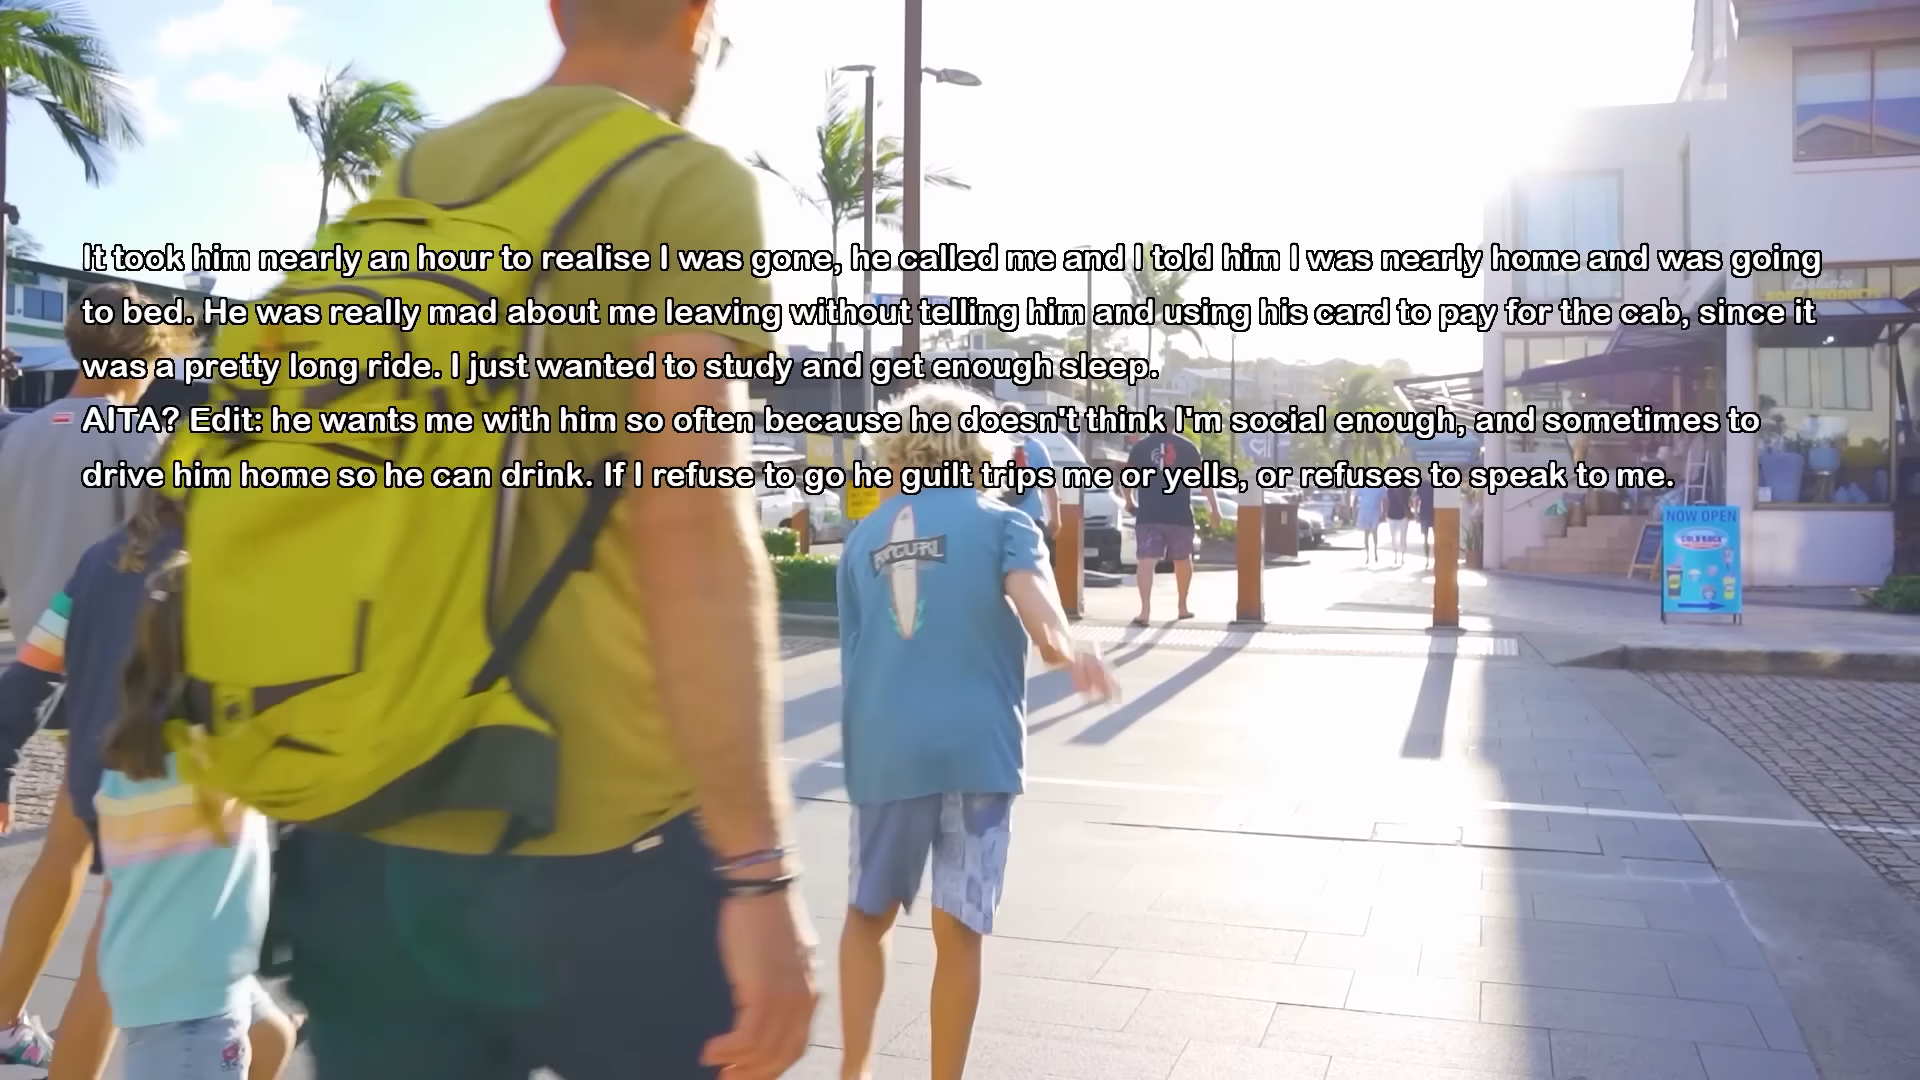 It took him nearly an hour to realise I was gone, he called me and I told him I was nearly home and was going
to bed. He was really mad about me leaving without telling him and using his card to pay for the cab, since it
was a pretty long ride. I just wanted to study and get enough sleep.
AITA? Edit: he wants me with him so often because he doesn't think I'm social enough, and sometimes to
drive him home so he can drink. If I refuse to go he guilt trips me or yells, or refuses to speak to me.
RIPCURL
NOW OPEN
COLD ROCK